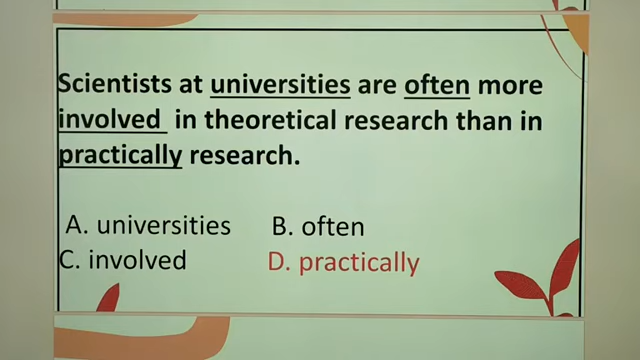 Scientists at universities are often more
involved in theoretical research than in
practically research.
A. universities B. often
C. involved D. practically